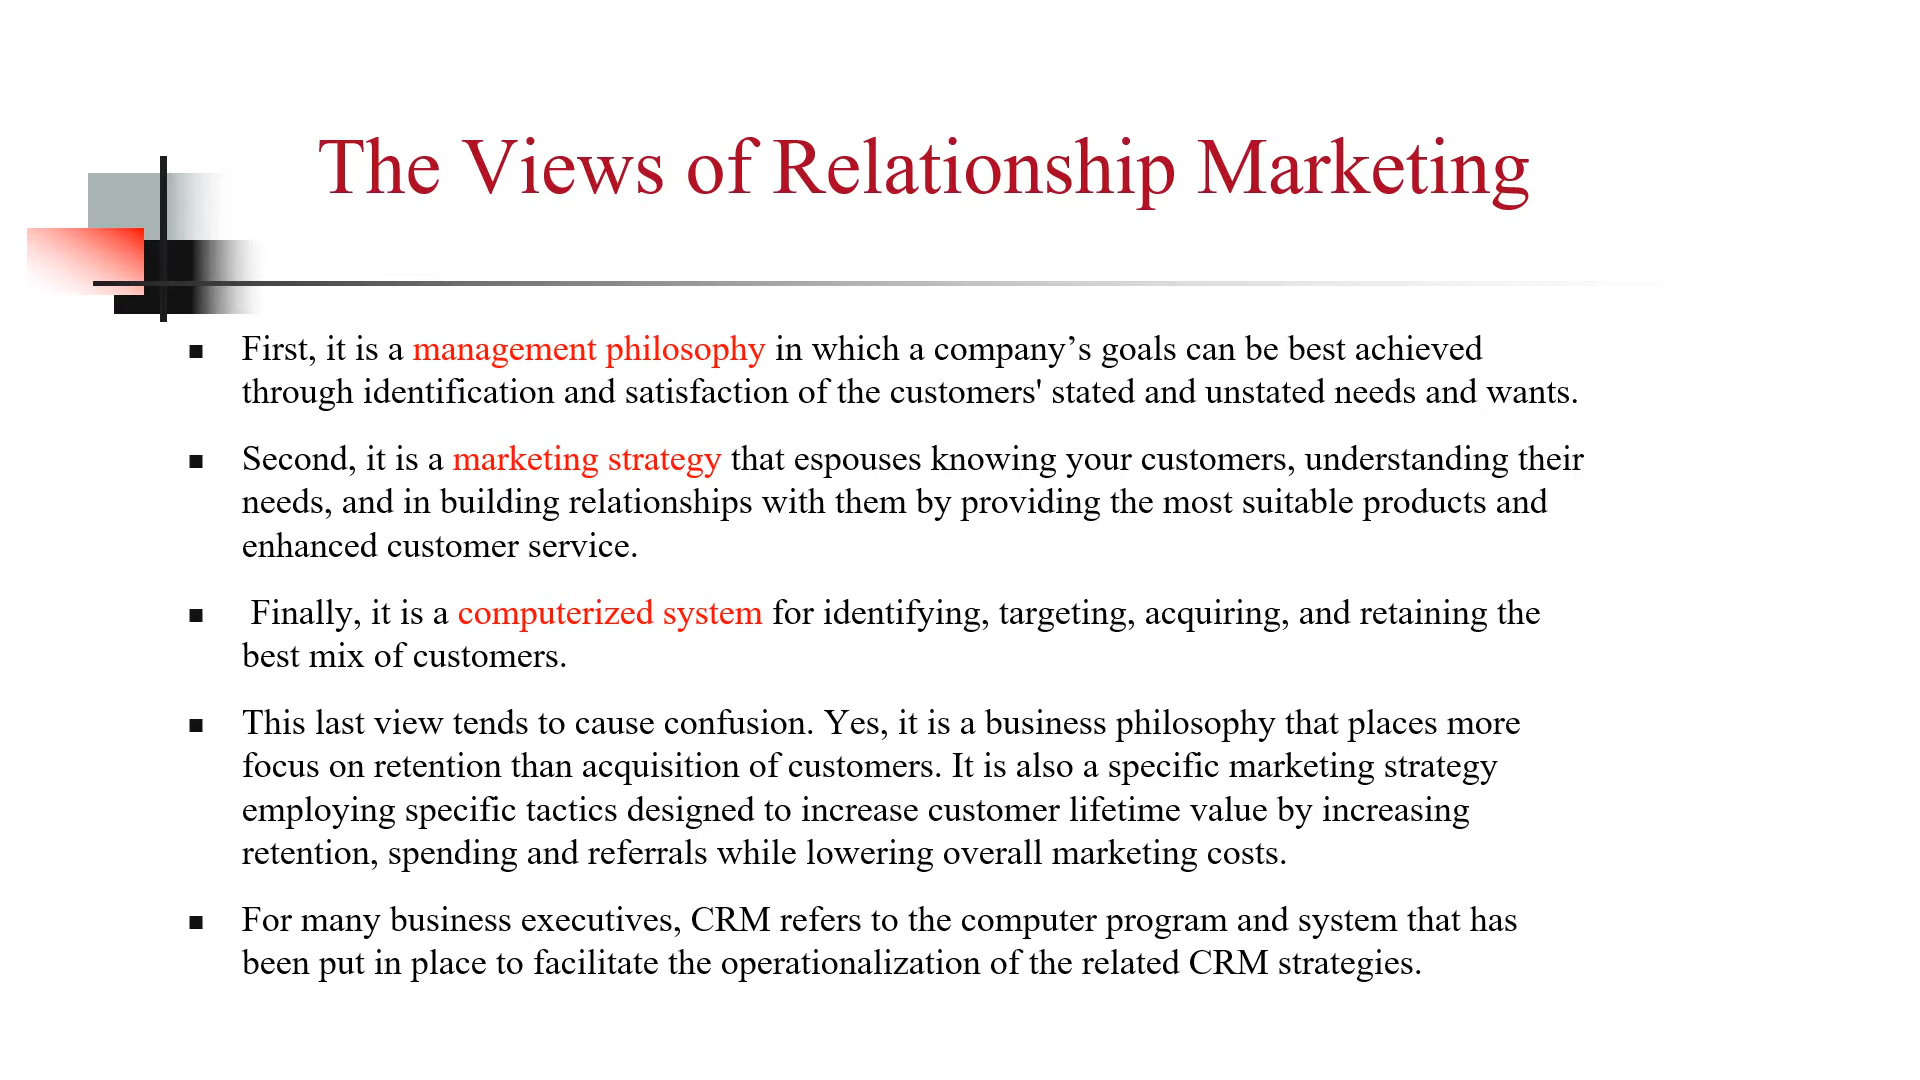 The Views of Relationship Marketing
■ First, it is a management philosophy in which a company’s goals can be best achieved
through identification and satisfaction of the customers' stated and unstated needs and wants.
■ Second, it is a marketing strategy that espouses knowing your customers, understanding their
needs, and in building relationships with them by providing the most suitable products and
enhanced customer service.
■ Finally, it is a computerized system for identifying, targeting, acquiring, and retaining the
best mix of customers.
■ This last view tends to cause confusion. Yes, it is a business philosophy that places more
focus on retention than acquisition of customers. It is also a specific marketing strategy
employing specific tactics designed to increase customer lifetime value by increasing
retention, spending and referrals while lowering overall marketing costs.
■ For many business executives, CRM refers to the computer program and system that has
been put in place to facilitate the operationalization of the related CRM strategies.